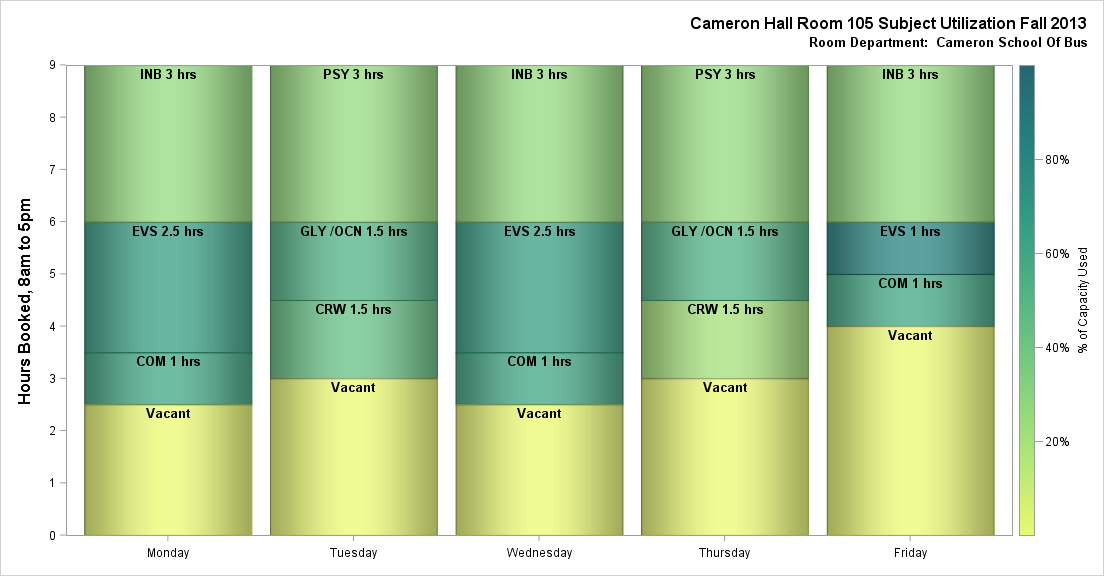 Cameron Hall Room 105 Subject Utilization Fall 2013
Room Department:  Cameron School Of Bus
Hours Booked, 8am to 5pm
9
8
7
6
5
4
3
2
1
0
INB 3 hrs
EVS 2.5 hrs
COM 1 hrs
Vacant
Monday
PSY 3 hrs
GLY /OCN 1.5 hrs
CRW 1.5 hrs
Vacant
Tuesday
INB 3 hrs
EVS 2.5 hrs
COM 1 hrs
Vacant
Wednesday
PSY 3 hrs
GLY /OCN 1.5 hrs
CRW 1.5 hrs
Vacant
Thursday
INB 3 hrs
EVS 1 hrs
COM 1 hrs
Vacant
Friday
80%
60%
40%
20%
% of Capacity Used